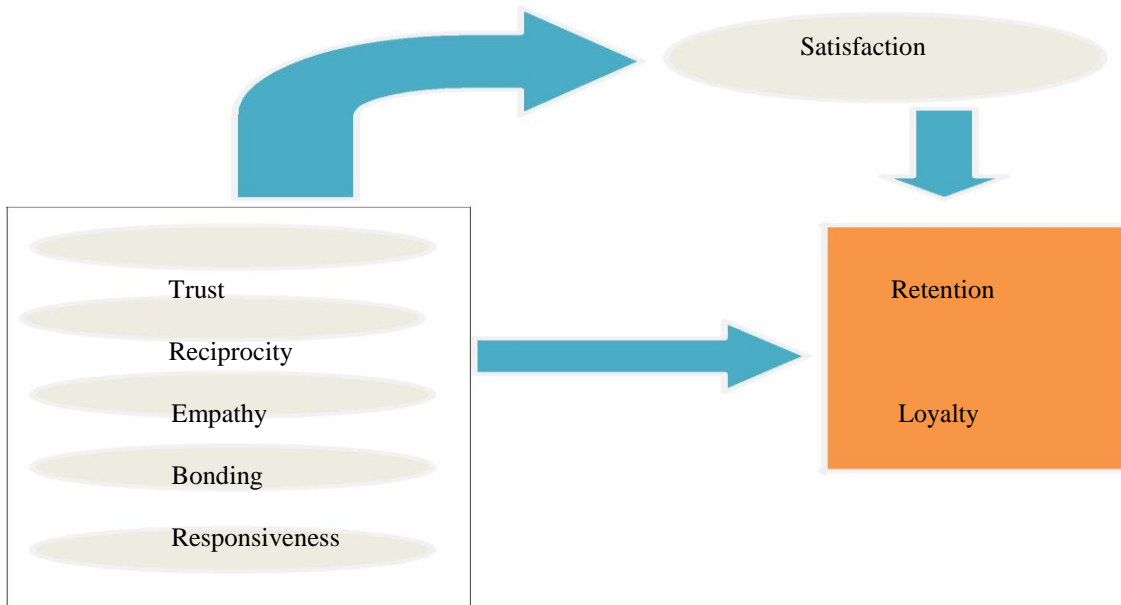 Satisfaction
Trust
Reciprocity
Empathy
Bonding
Responsiveness
Retention
Loyalty